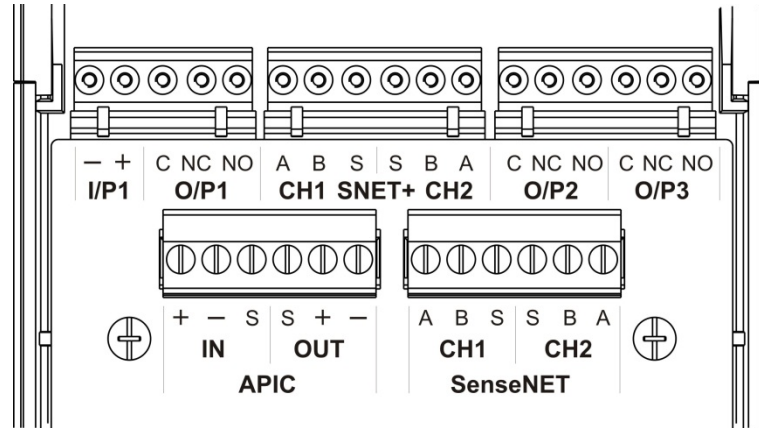 − + C NC NO A B S S B A C NC NO C NC NO
I/P1 O/P1 CH1 SNET+ CH2 O/P2 O/P3
+ − S S + − A B S S B A
IN OUT CH1 CH2
APIC SenseNET